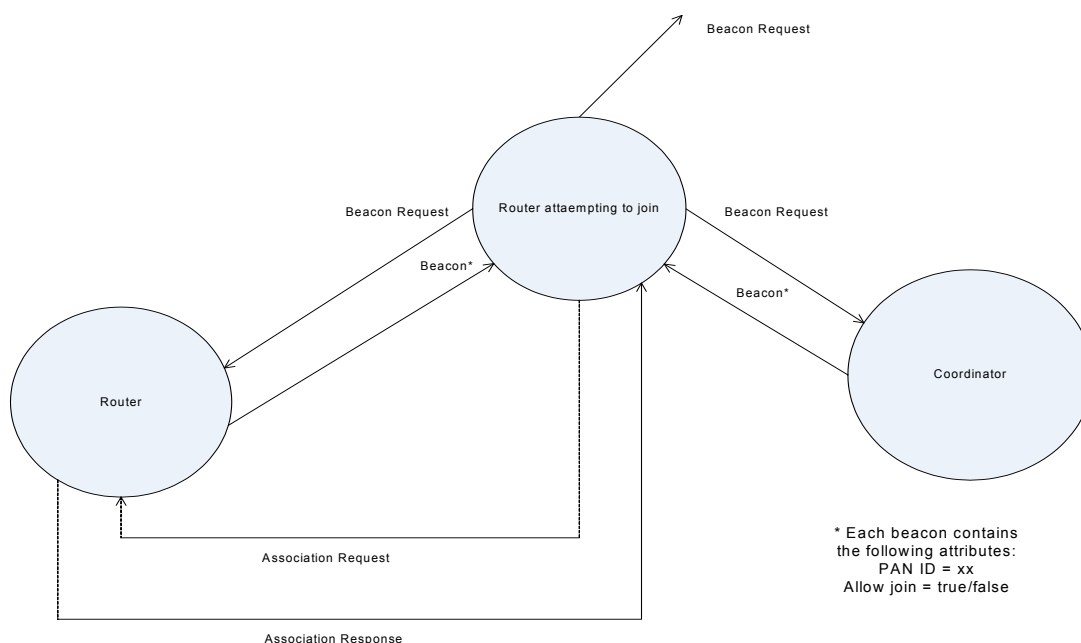 Beacon Request
Router attaempting to join
Beacon Request
Beacon Request
Beacon*
Beacon*
Coordinator
Router
* Each beacon contains
the following attributes:
PAN ID = xx
Allow join = true/false
Association Request
Association Response